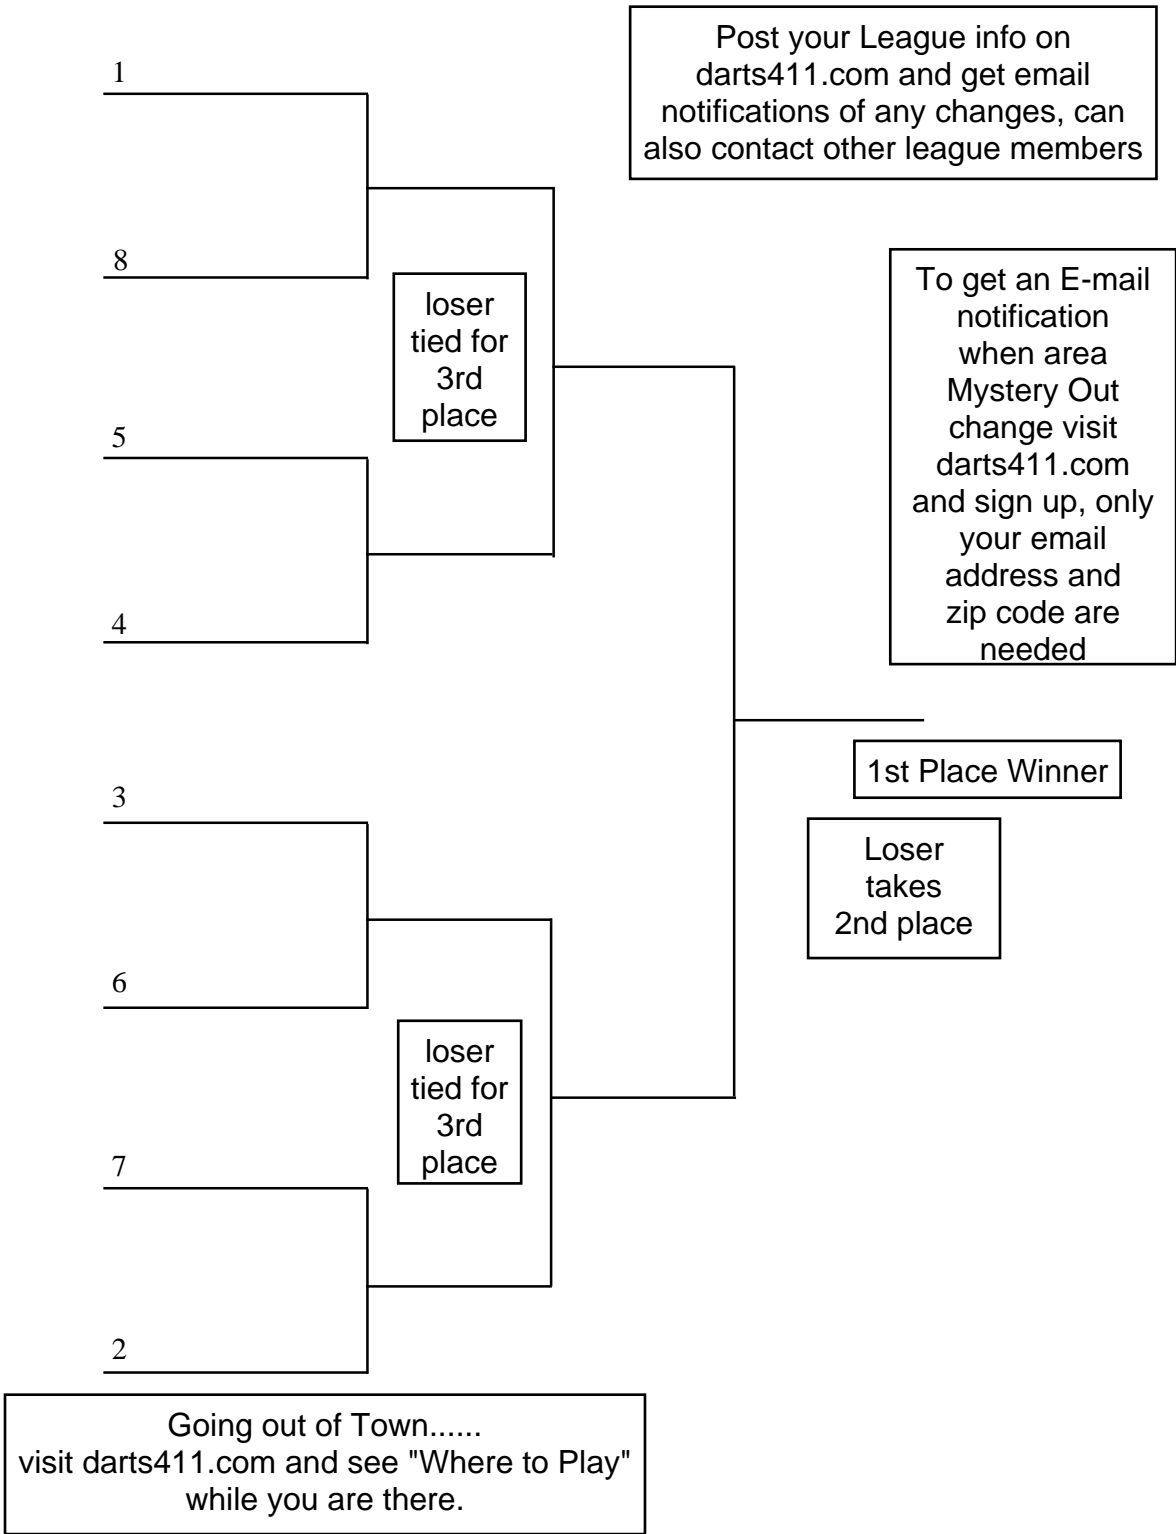 Post your League info on
darts411.com and get email
notifications of any changes, can
also contact other league members
1
8
loser
tied for
3rd
place
5
4
To get an E-mail
notification
when area
Mystery Out
change visit
darts411.com
and sign up, only
your email
address and
zip code are
needed
1st Place Winner
Loser
takes
2nd place
3
6
loser
tied for
3rd
place
7
2
Going out of Town......
visit darts411.com and see "Where to Play"
while you are there.